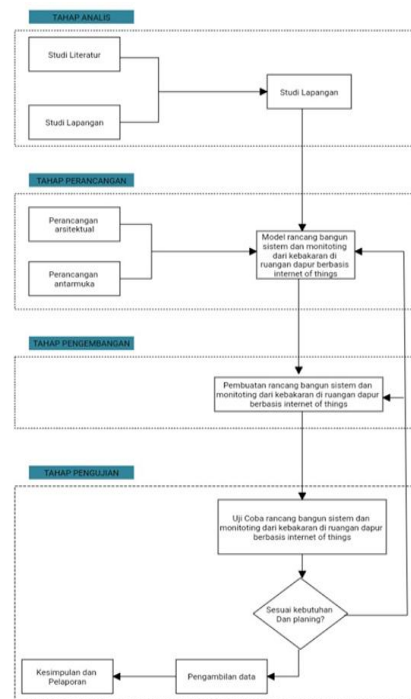 TAHAP ANALIS
Studi Literatur
Studi Lapangan
Studi Lapangan
TAHAP PERANCANGAN
Perancangan
arsitektual
Perancangan
antarmuka
Model rancang bangun
sistem dan monitoting
dari kebakaran di
ruangan dapur berbasis
internet of things
TAHAP PENGEMBANGAN
Pembuatan rancang bangun sistem dan
monitoting dari kebakaran di ruangan dapur
berbasis internet of things
TAHAP PENGUJIAN
Uji Coba rancang bangun sistem dan
monitoting dari kebakaran di ruangan dapur
berbasis internet of things
Sesuai kebutuhan
Dan planing?
Kesimpulan dan
Pelaporan
Pengambilan data